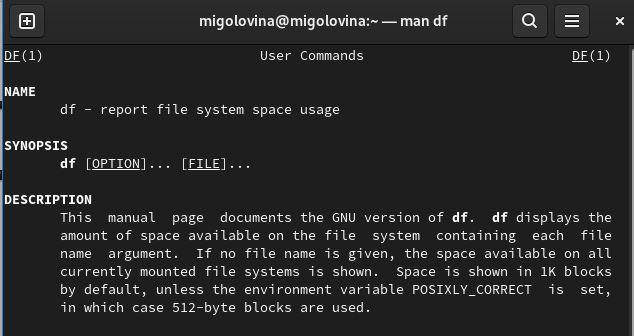 migolovina@migolovina:~ — man df
DF(1) User Commands DF(1)
NAME
df - report file system space usage
SYNOPSIS
df [OPTION]... [FILE]...
DESCRIPTION
This manual page documents the GNU version of df. df displays the
amount of space available on the file system containing each file
name argument. If no file name is given, the space available on all
currently mounted file systems is shown. Space is shown in 1K blocks
by default, unless the environment variable POSIXLY_CORRECT is set,
in which case 512-byte blocks are used.